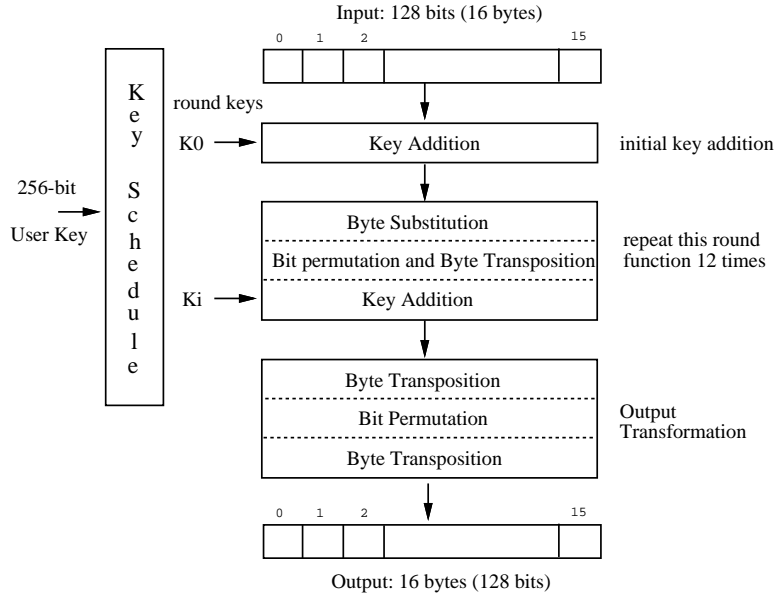 Input: 128 bits (16 bytes)
0 1 2 15
Key Schedule
round keys
K0
Key Addition
initial key addition
256-bit
User Key
Byte Substitution
Bit permutation and Byte Transposition
Ki
Key Addition
repeat this round
function 12 times
Byte Transposition
Bit Permutation
Byte Transposition
Output
Transformation
0 1 2 15
Output: 16 bytes (128 bits)